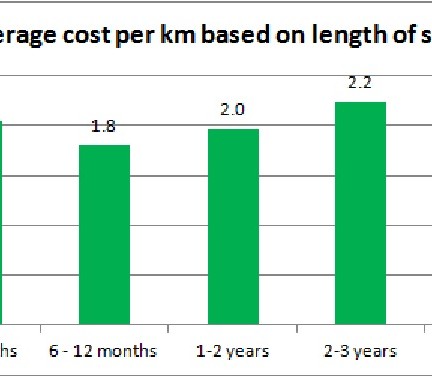 erage cost per km based on length of s
2.2
2.0
1.8
hs 6 - 12 months 1-2 years 2-3 years